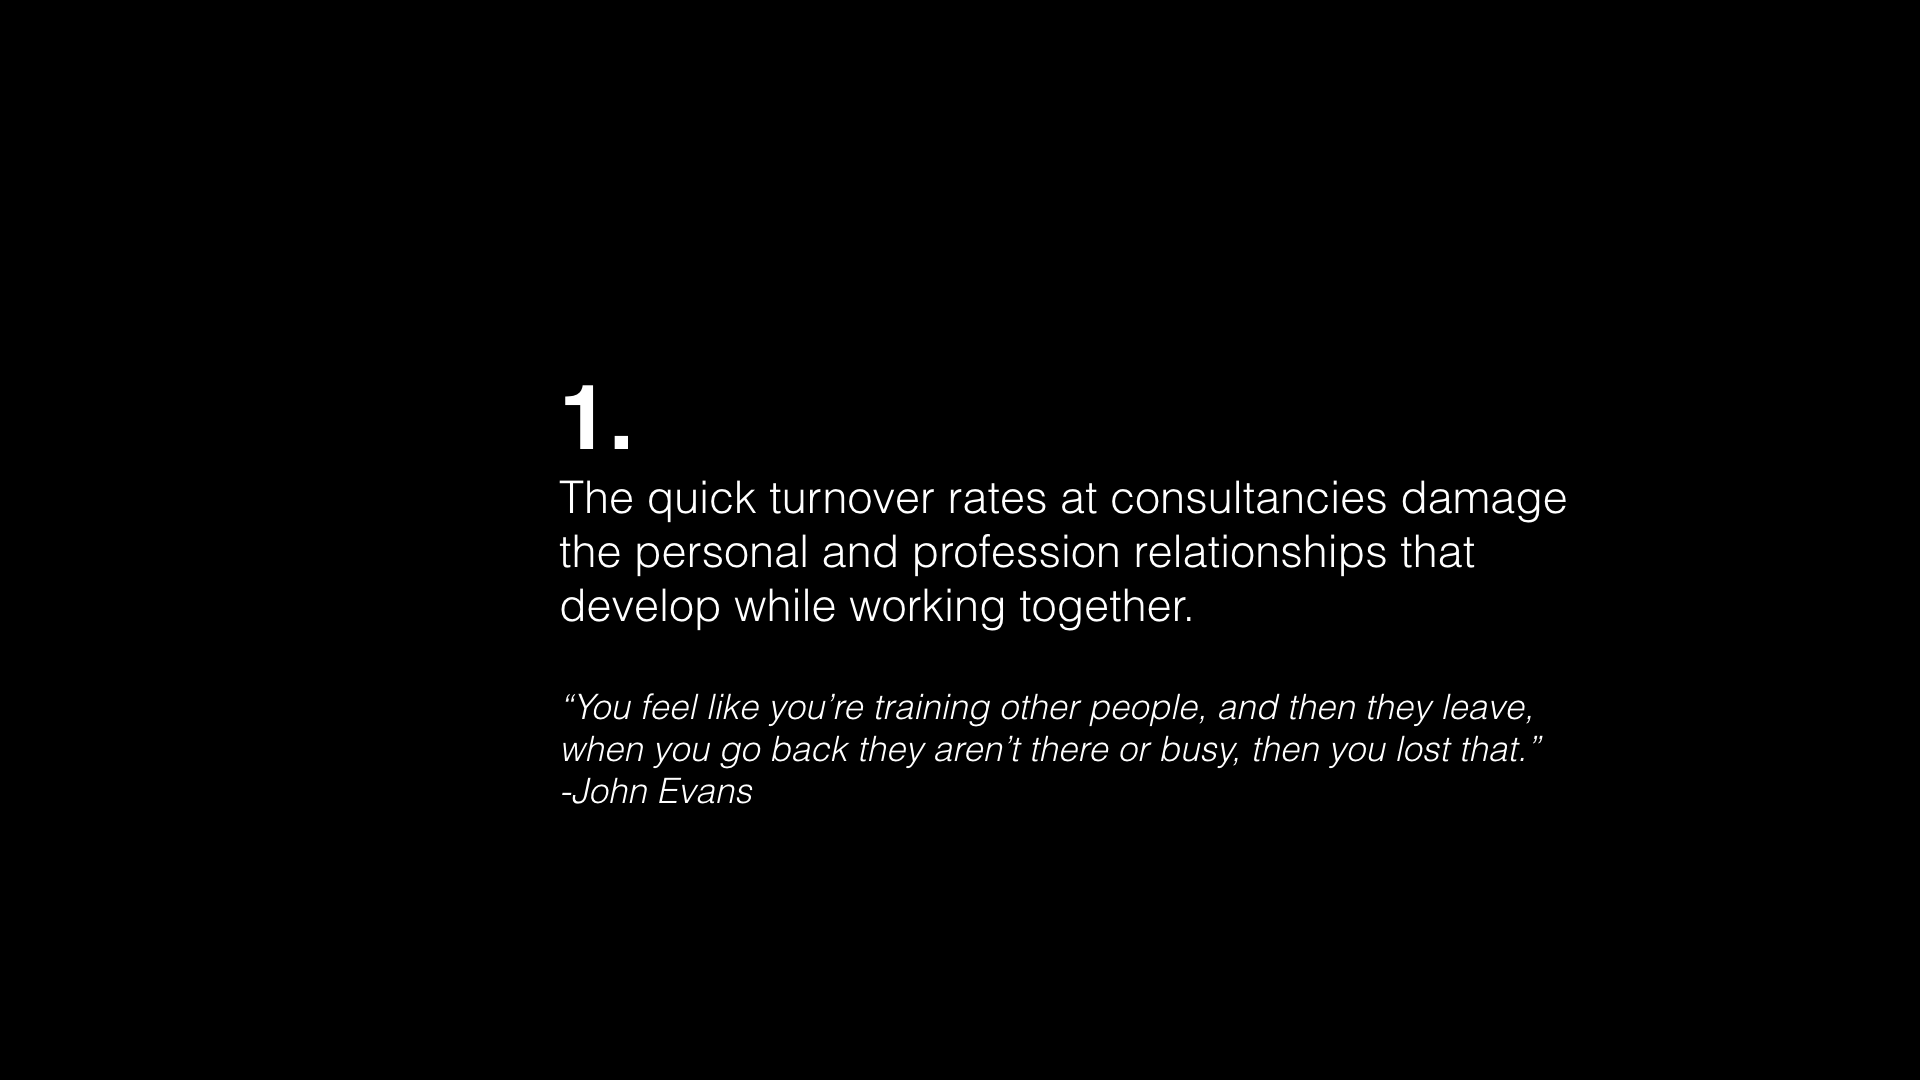 1.
The quick turnover rates at consultancies damage
the personal and profession relationships that
develop while working together.
“You feel like you’re training other people, and then they leave,
when you go back they aren’t there or busy, then you lost that.”
-John Evans